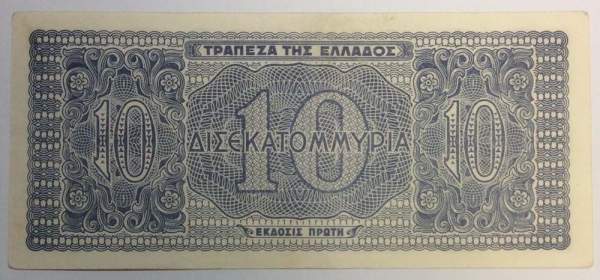 ΤΡΑΠΕΖΑ ΤΗΣ ΕΛΛΑΔΟΣ
10 10 10
ΔΙΣΕΚΑΤΟΜΜΥΡΙΑ
ΕΚΔΟΣΙΣ ΠΡΩΤΗ